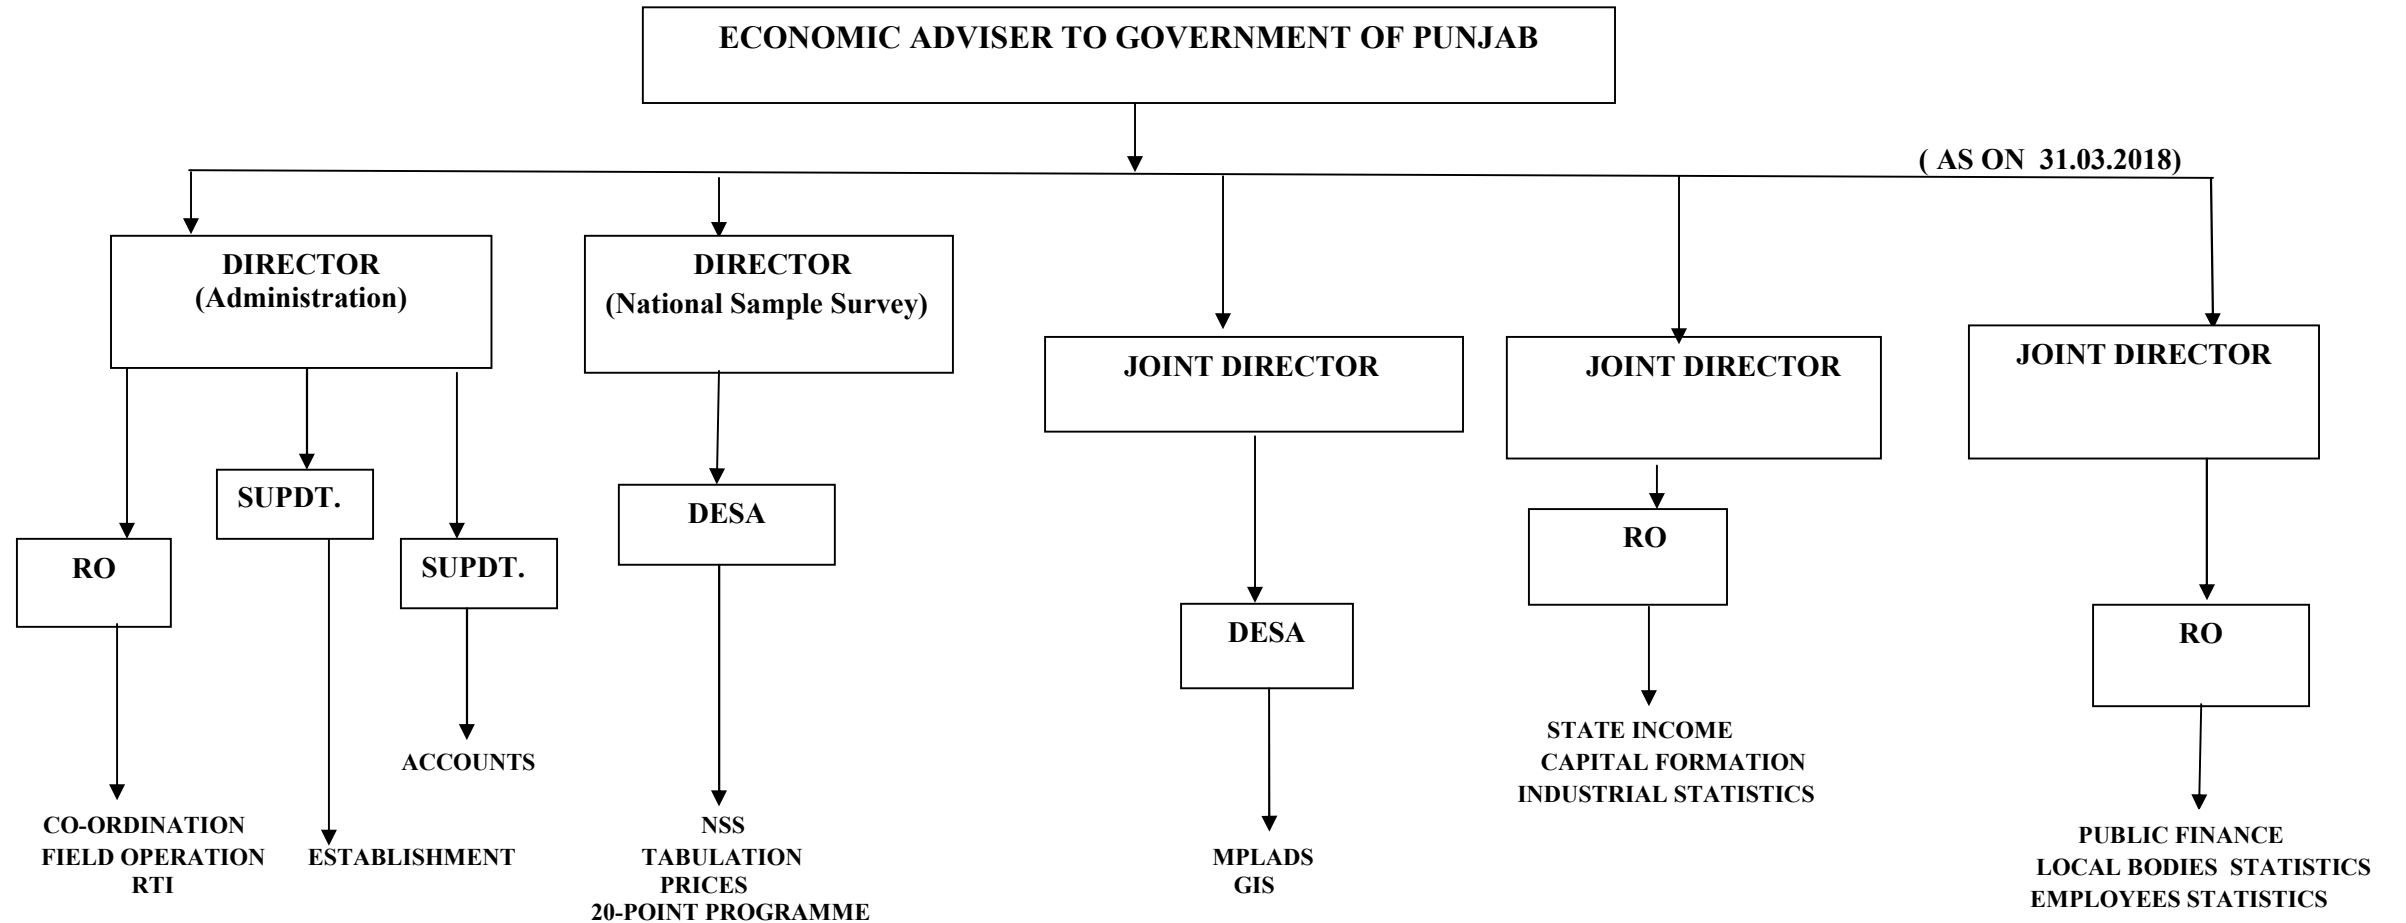 ECONOMIC ADVISER TO GOVERNMENT OF PUNJAB
( AS ON 31.03.2018)
DIRECTOR
(Administration)
DIRECTOR
(National Sample Survey)
JOINT DIRECTOR
JOINT DIRECTOR
JOINT DIRECTOR
RO
SUPDT.
SUPDT.
DESA
DESA
RO
RO
CO-ORDINATION
FIELD OPERATION
RTI
ESTABLISHMENT
ACCOUNTS
NSS
TABULATION
PRICES
20-POINT PROGRAMME
MPLADS
GIS
STATE INCOME
CAPITAL FORMATION
INDUSTRIAL STATISTICS
PUBLIC FINANCE
LOCAL BODIES STATISTICS
EMPLOYEES STATISTICS